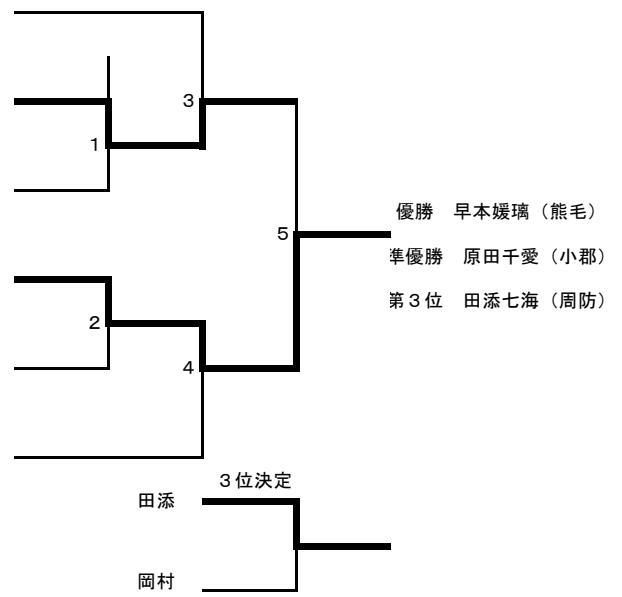 3
1
5
優勝　早本媛璃（熊毛）
準優勝　原田千愛（小郡）
第３位　田添七海（周防）
2
4
３位決定
田添
岡村